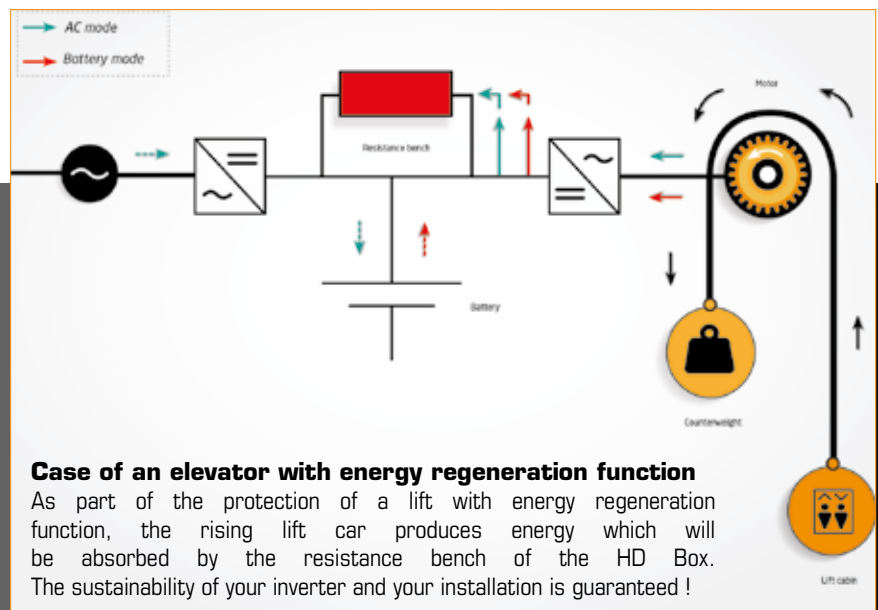 AC mode
Battery mode
Motor
Resistance bench
Battery
Counterweight
Lift cabin
Case of an elevator with energy regeneration function
As part of the protection of a lift with energy regeneration
function, the rising lift car produces energy which will
be absorbed by the resistance bench of the HD Box.
The sustainability of your inverter and your installation is guaranteed !